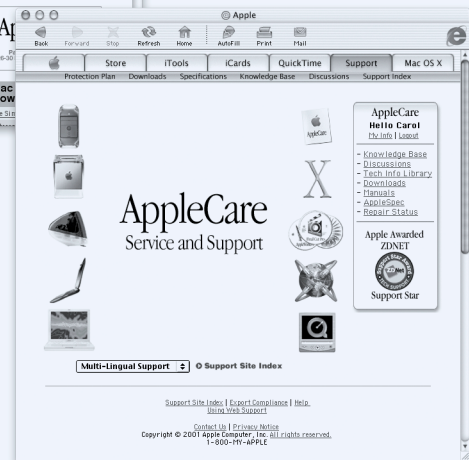 Apple
Back Forward Stop Refresh Home AutoFill Print Mail
Store iTools iCards QuickTime Support Mac OS X
Protection Plan Downloads Specifications Knowledge Base Discussions Support Index
AppleCare
AppleCare
Hello Carol
My Info | Logout
- Knowledge Base
- Discussions
- Tech Info Library
- Downloads
- Manuals
- AppleSpec
- Repair Status
Apple Awarded
ZDNET
Support Star
AppleCare
Service and Support
Multi-Lingual Support
Support Site Index
Support Site Index | Export Compliance | Help
Using Web Support
Contact Us | Privacy Notice
Copyright © 2001 Apple Computer, Inc. All rights reserved.
1-800-MY-APPLE